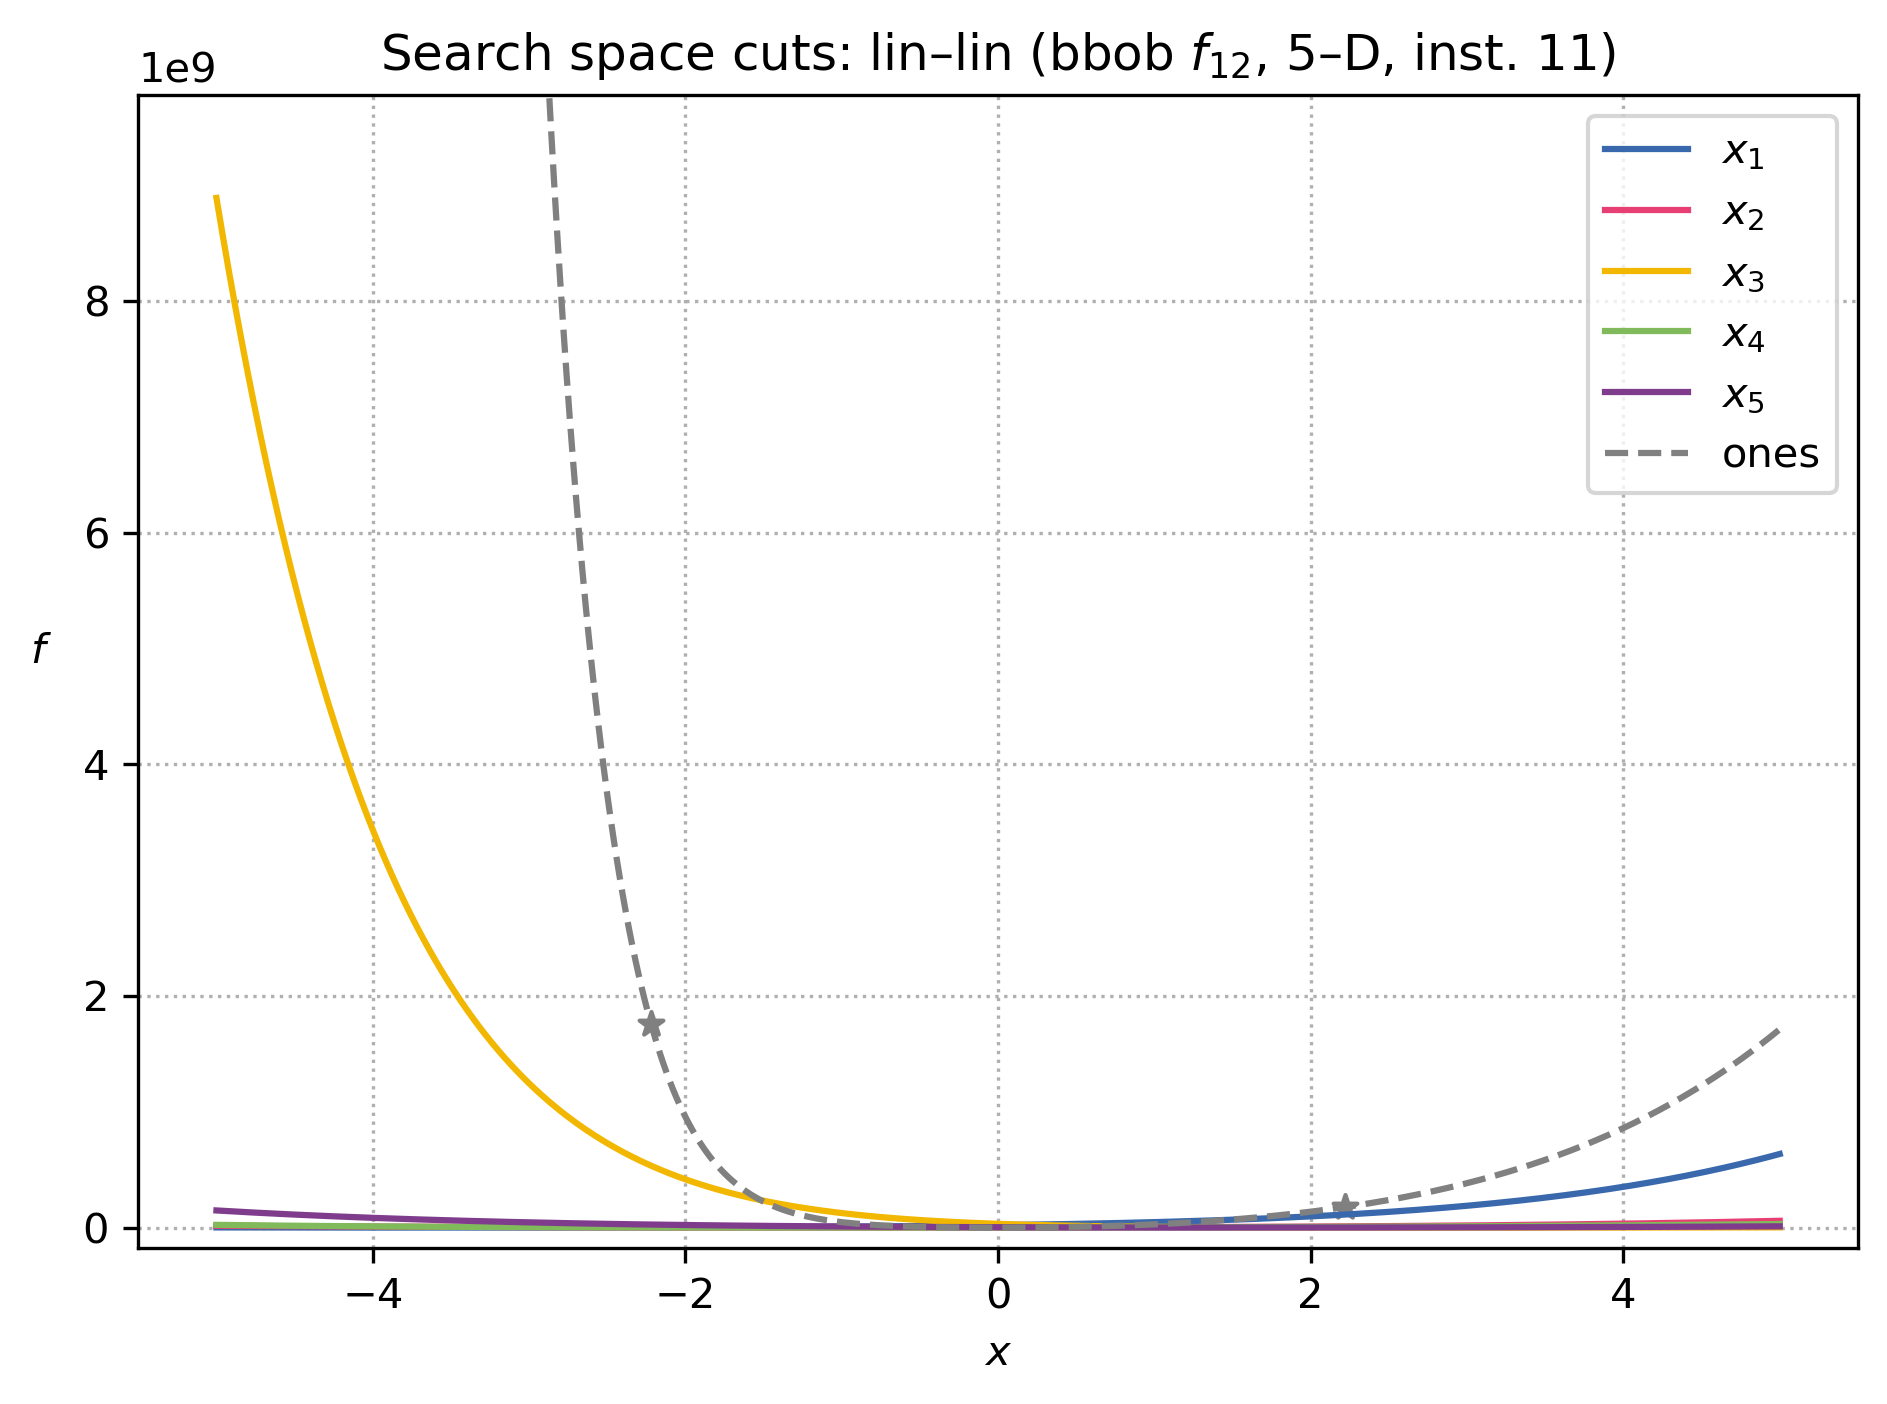 Search space cuts: lin–lin (bbob f₁₂, 5–D, inst. 11)
1e9
8
6
4
2
0
f
−4
−2
0
2
4
x
x₁
x₂
x₃
x₄
x₅
ones